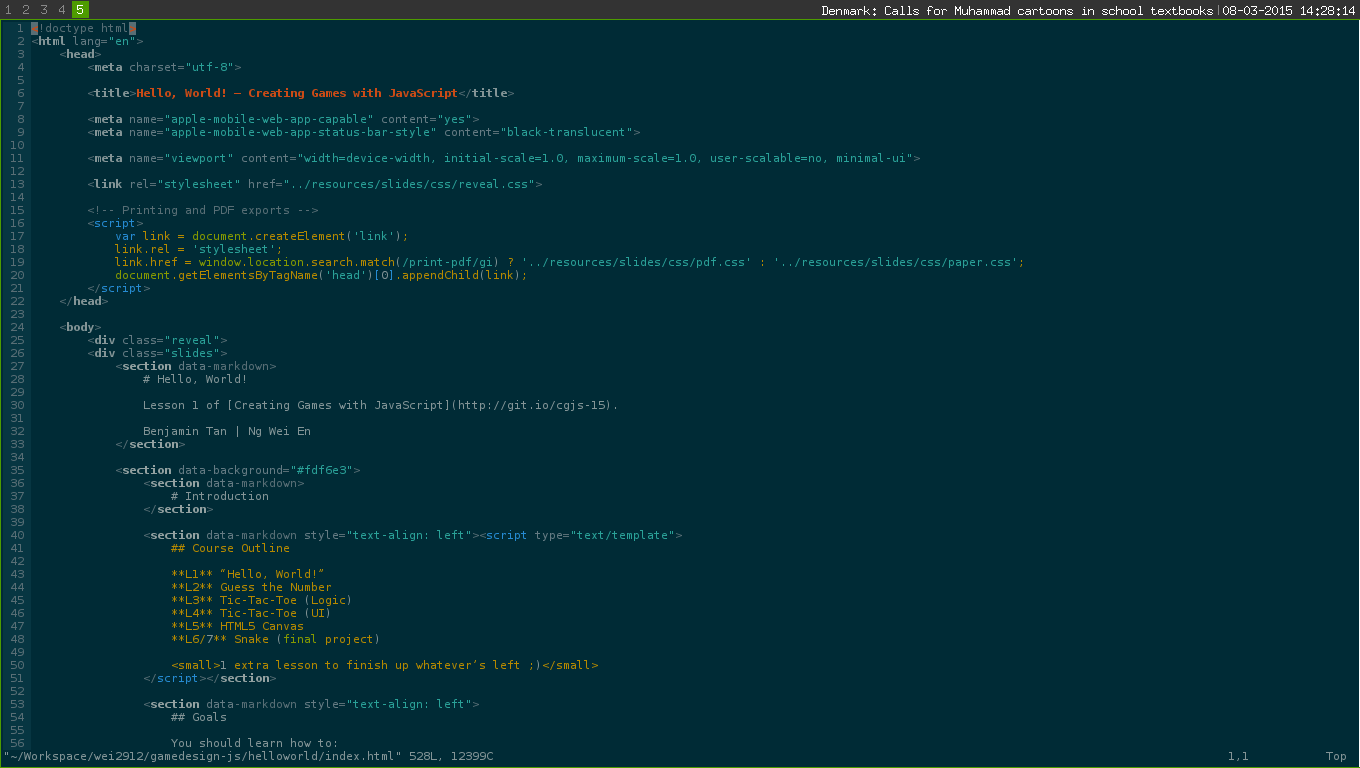 1 2 3 4 5 Denmark: Calls for Muhammad cartoons in school textbooks|08-03-2015 14:28:14
1 <!doctype html>
2 <html lang="en">
3 <head>
4 <meta charset="utf-8">
5
6 <title>Hello, World! — Creating Games with JavaScript</title>
7
8 <meta name="apple-mobile-web-app-capable" content="yes">
9 <meta name="apple-mobile-web-app-status-bar-style" content="black-translucent">
10
11 <meta name="viewport" content="width=device-width, initial-scale=1.0, maximum-scale=1.0, user-scalable=no, minimal-ui">
12
13 <link rel="stylesheet" href="../resources/slides/css/reveal.css">
14
15 <!-- Printing and PDF exports -->
16 <script>
17 var link = document.createElement('link');
18 link.rel = 'stylesheet';
19 link.href = window.location.search.match(/print-pdf/gi) ? '../resources/slides/css/pdf.css' : '../resources/slides/css/paper.css';
20 document.getElementsByTagName('head')[0].appendChild(link);
21 </script>
22 </head>
23
24 <body>
25 <div class="reveal">
26 <div class="slides">
27 <section data-markdown>
28 # Hello, World!
29
30 Lesson 1 of [Creating Games with JavaScript](http://git.io/cgjs-15).
31
32 Benjamin Tan | Ng Wei En
33 </section>
34
35 <section data-background="#fdf6e3">
36 <section data-markdown>
37 # Introduction
38 </section>
39
40 <section data-markdown style="text-align: left"><script type="text/template">
41 ## Course Outline
42
43 **L1** “Hello, World!”
44 **L2** Guess the Number
45 **L3** Tic-Tac-Toe (Logic)
46 **L4** Tic-Tac-Toe (UI)
47 **L5** HTML5 Canvas
48 **L6/7** Snake (final project)
49
50 <small>1 extra lesson to finish up whatever’s left ;)</small>
51 </script></section>
52
53 <section data-markdown style="text-align: left">
54 ## Goals
55
56 You should learn how to:
"~/Workspace/wei2912/gamedesign-js/helloworld/index.html" 528L, 12399C 1,1 Top